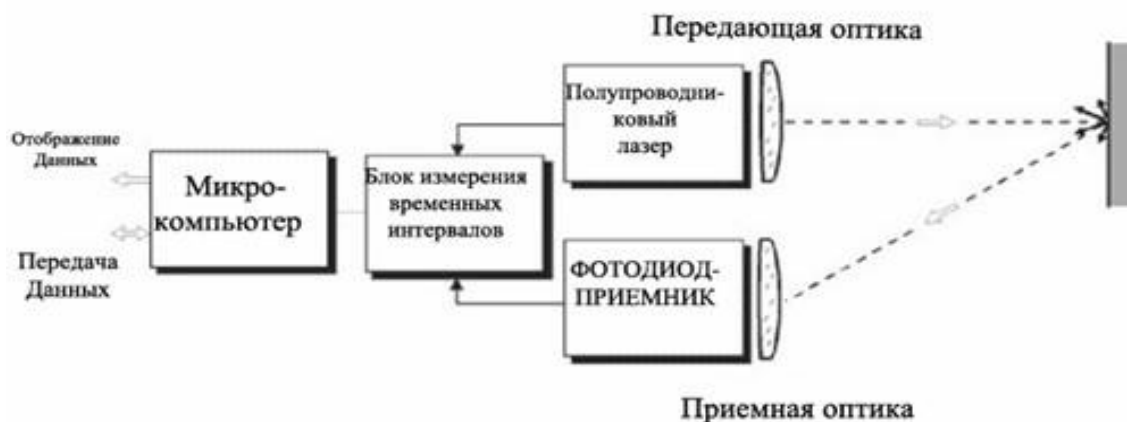 Передающая оптика
Полупроводни-
ковый
лазер
Отображение
Данных
Микро-
компьютер
Блок измерения
временных
интервалов
Передача
Данных
ФОТОДИОД-
ПРИЕМНИК
Приемная оптика